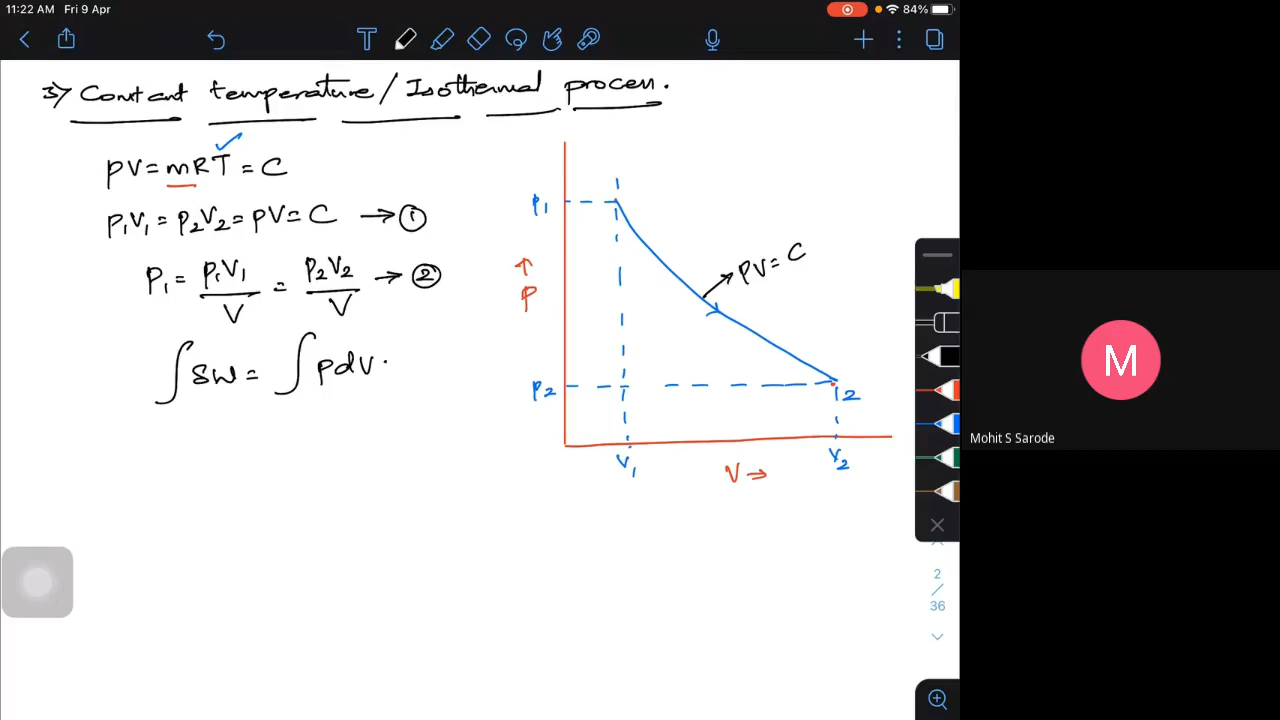 11:22 AM Fri 9 Apr
84%
3) Constant temperature / Isothermal process.
PV = mRT = C
P₁V₁ = P₂V₂ = PV = C → ①
P₁ = P₁V₁/V = P₂V₂/V → ②
∫δW = ∫PdV.
P₁
P
P₂
PV = C
2
V₁
V →
V₂
T
2
/
36
M
Mohit S Sarode